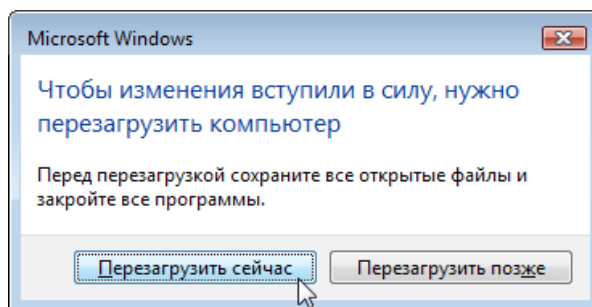 Microsoft Windows
Чтобы изменения вступили в силу, нужно
перезагрузить компьютер
Перед перезагрузкой сохраните все открытые файлы и
закройте все программы.
Перезагрузить сейчас
Перезагрузить позже